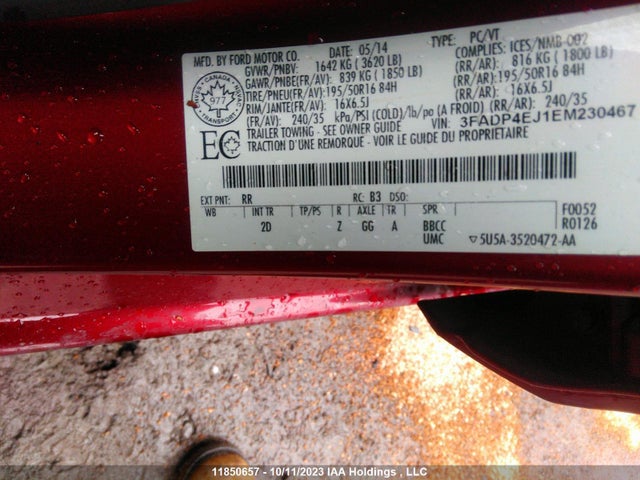 MFD. BY FORD MOTOR CO. DATE: 05/14 TYPE: PC/VT
GVWR/PNBV- 1642 KG ( 3620 LB) COMPLIES: ICES/NMB-002
GAWR/PNBE(FR/AV): 839 KG ( 1850 LB) (RR/AR): 816 KG ( 1800 LB)
TIRE/PNEU(FR/AV):195/50R16 84H (RR/AR):195/50R16 84H
RIM/JANTE(FR/AV): 16X6.5J (RR/AR): 16X6.5J
(FR/AV): 240/35 kPa/PSI (COLD)/lb/po (A FROID) (RR/AR): 240/35
TRAILER TOWING - SEE OWNER GUIDE VIN: 3FADP4EJ1EM230467
TRACTION D'UNE REMORQUE - VOIR LE GUIDE DU PROPRIETAIRE
CANADA
977
TRANSPORT
EC
EXT PNT: RR RC: B3 DSO:
WB INT TR TP/PS R AXLE TR SPR F0052
2D Z GG A BBCC R0126
UMC ▽5U5A-3520472-AA
11850657 - 10/11/2023 IAA Holdings , LLC